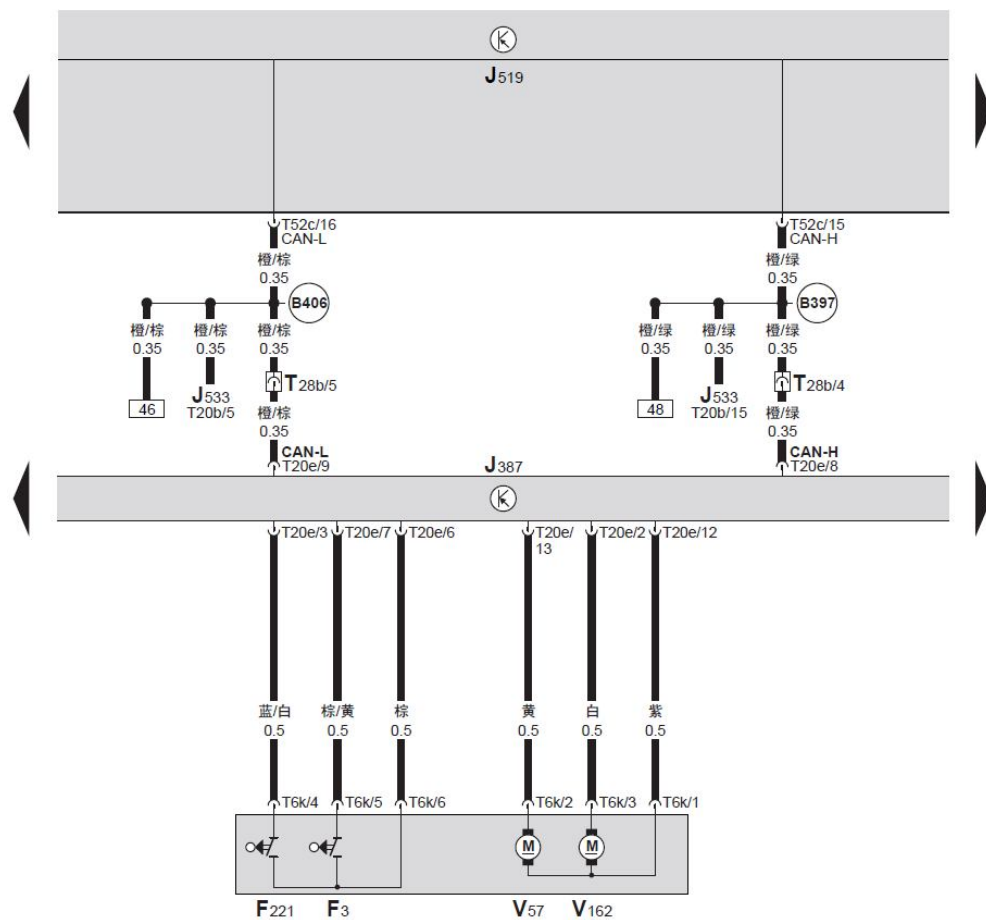 J519
T52c/16
CAN-L
T52c/15
CAN-H
橙/棕
0.35
橙/绿
0.35
B406
B397
橙/棕 橙/棕 橙/棕
0.35 0.35 0.35
橙/绿 橙/绿 橙/绿
0.35 0.35 0.35
T28b/5
T28b/4
46
J533
T20b/5
橙/棕
0.35
48
J533
T20b/15
橙/绿
0.35
CAN-L
T20e/9
J387
CAN-H
T20e/8
T20e/3 T20e/7 T20e/6 T20e/13 T20e/2 T20e/12
蓝/白 棕/黄 棕 黄 白 紫
0.5 0.5 0.5 0.5 0.5 0.5
T6k/4 T6k/5 T6k/6 T6k/2 T6k/3 T6k/1
M M
F221 F3 V57 V162